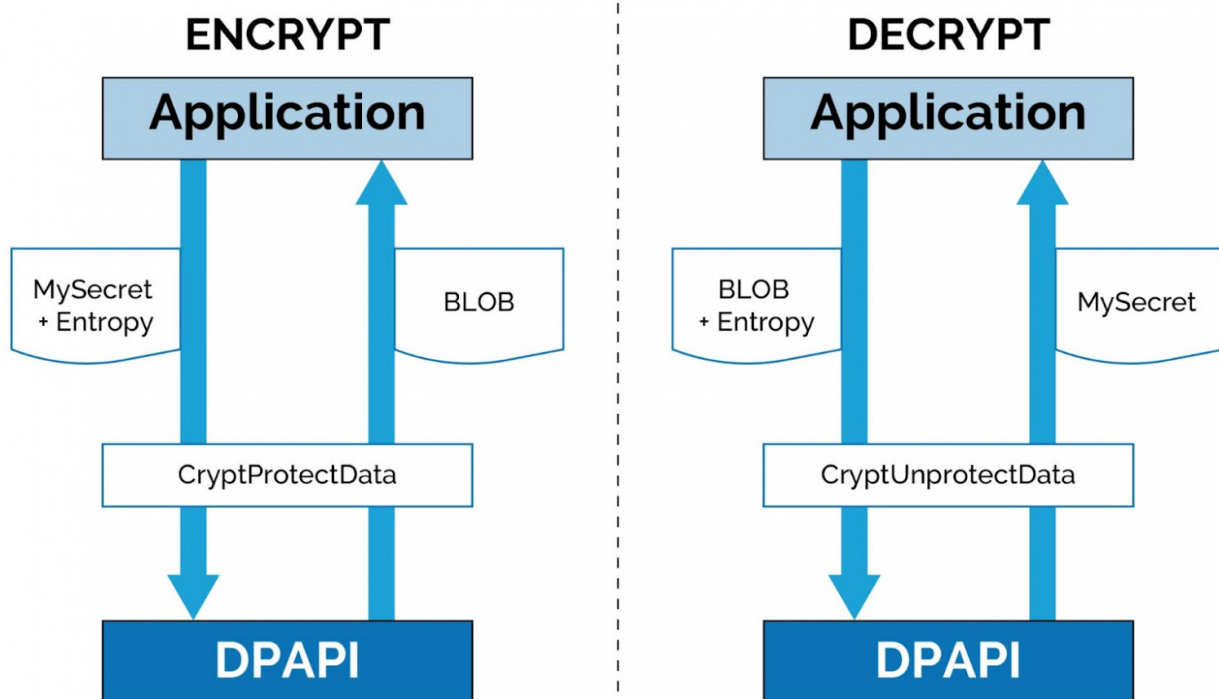 ENCRYPT
Application
MySecret
+ Entropy
BLOB
CryptProtectData
DPAPI
DECRYPT
Application
BLOB
+ Entropy
MySecret
CryptUnprotectData
DPAPI